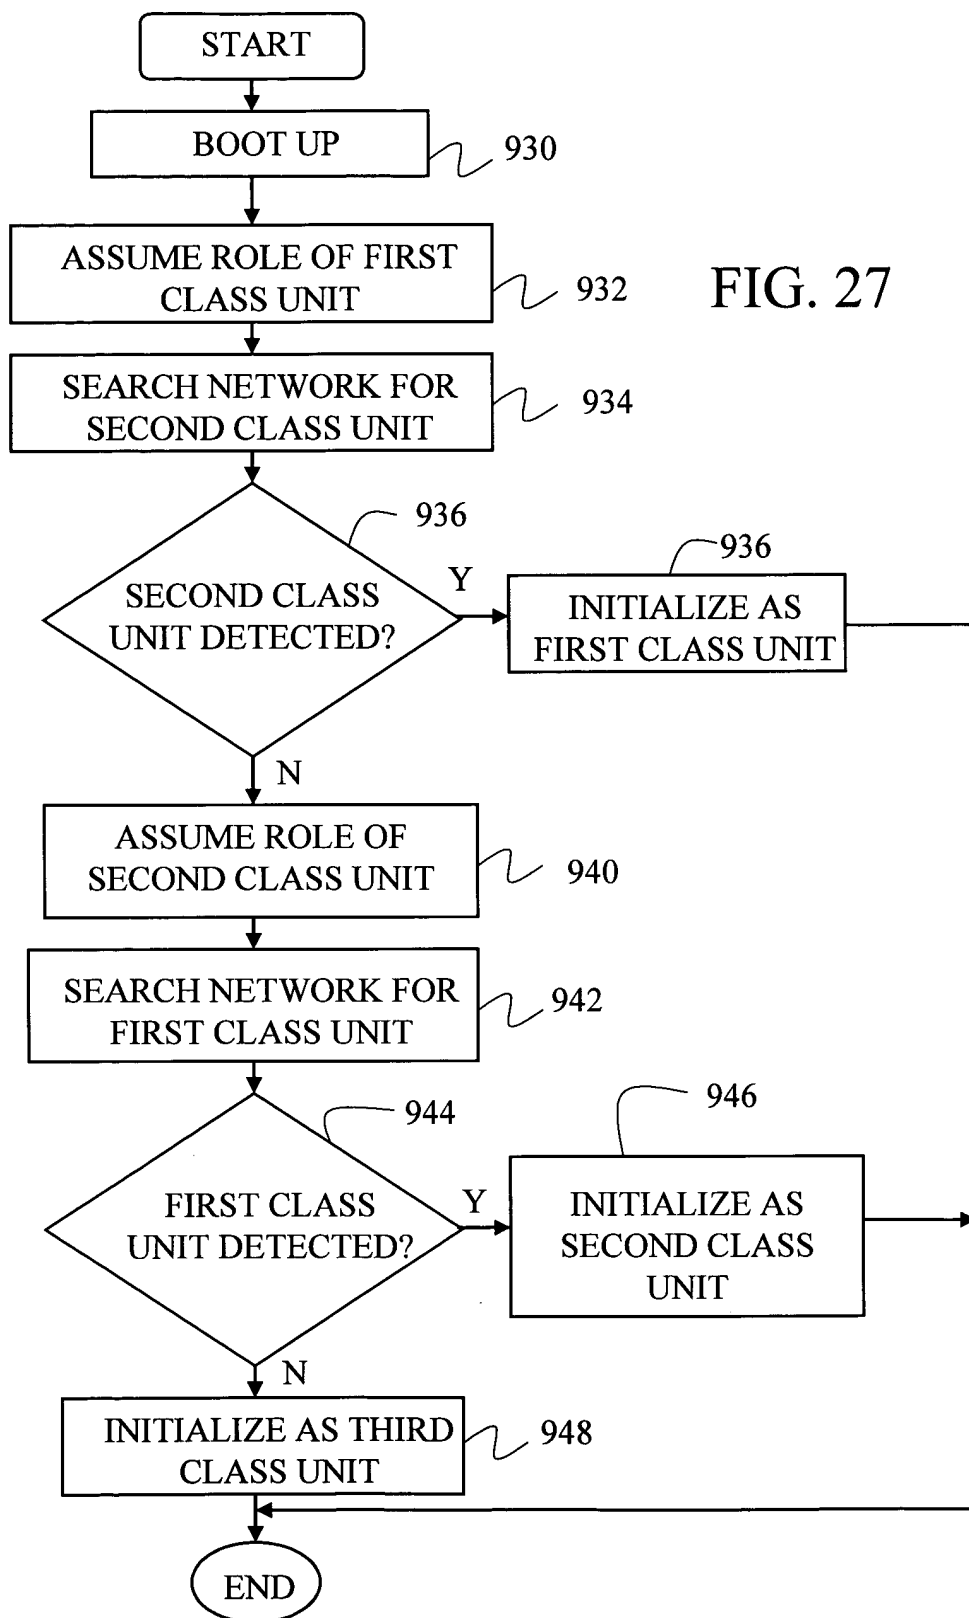 START
BOOT UP
930
ASSUME ROLE OF FIRST
CLASS UNIT
932
FIG. 27
SEARCH NETWORK FOR
SECOND CLASS UNIT
934
936
SECOND CLASS
UNIT DETECTED?
Y
936
INITIALIZE AS
FIRST CLASS UNIT
N
ASSUME ROLE OF
SECOND CLASS UNIT
940
SEARCH NETWORK FOR
FIRST CLASS UNIT
942
944
FIRST CLASS
UNIT DETECTED?
Y
946
INITIALIZE AS
SECOND CLASS
UNIT
N
INITIALIZE AS THIRD
CLASS UNIT
948
END